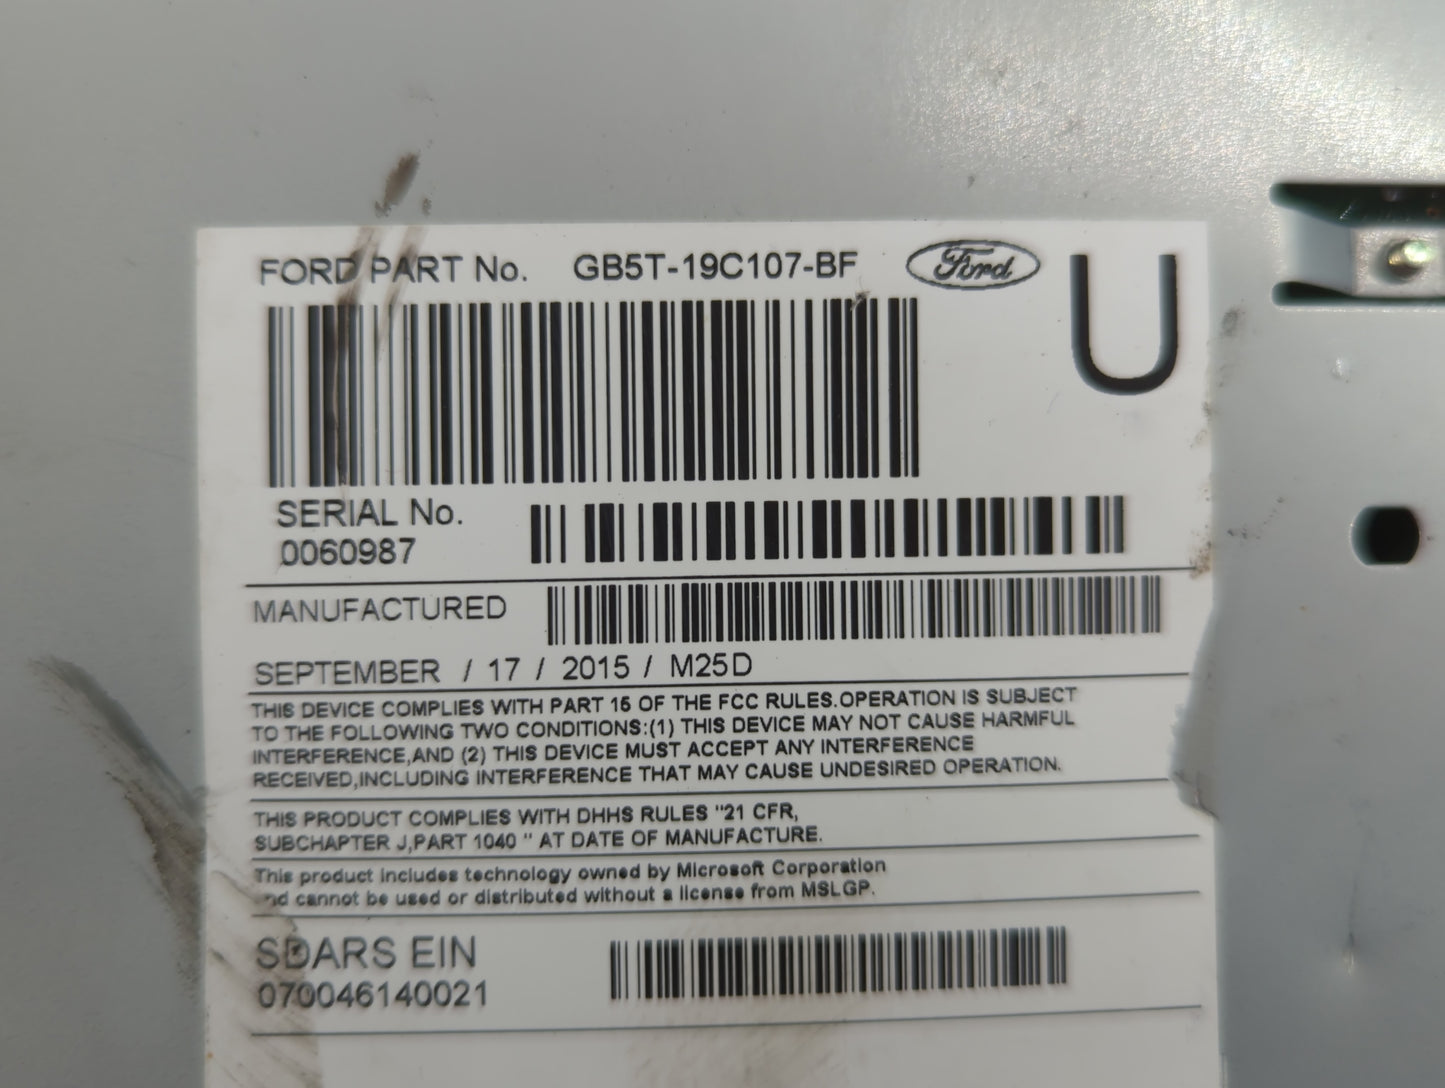 FORD PART No. GB5T-19C107-BF Ford U
SERIAL No.
0060987
MANUFACTURED
SEPTEMBER / 17 / 2015 / M25D
THIS DEVICE COMPLIES WITH PART 15 OF THE FCC RULES.OPERATION IS SUBJECT
TO THE FOLLOWING TWO CONDITIONS:(1) THIS DEVICE MAY NOT CAUSE HARMFUL
INTERFERENCE,AND (2) THIS DEVICE MUST ACCEPT ANY INTERFERENCE
RECEIVED,INCLUDING INTERFERENCE THAT MAY CAUSE UNDESIRED OPERATION.
THIS PRODUCT COMPLIES WITH DHHS RULES "21 CFR,
SUBCHAPTER J,PART 1040 " AT DATE OF MANUFACTURE.
This product includes technology owned by Microsoft Corporation
and cannot be used or distributed without a license from MSLGP.
SDARS EIN
070046140021